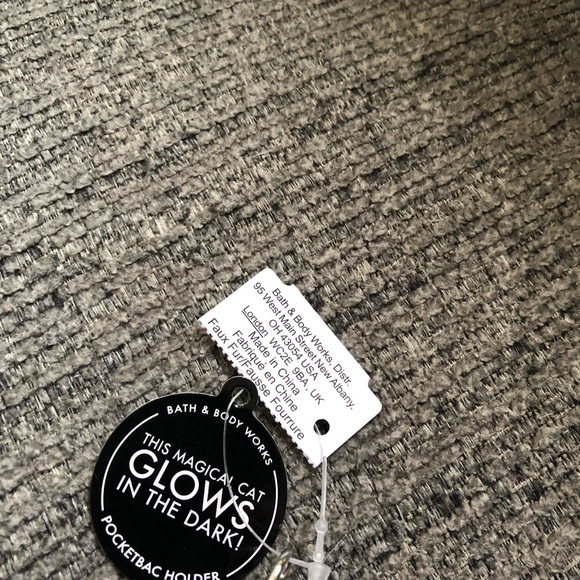 Bath & Body Works, Distr.
95 West Main Street New Albany,
OH 43054 USA
London WC2E 9BA, UK
Made in China
Fabriqué en Chine
Faux Fur/Fausse Fourrure
BATH & BODY WORKS
THIS MAGICAL CAT
GLOWS
IN THE DARK!
POCKETBAC HOLDER